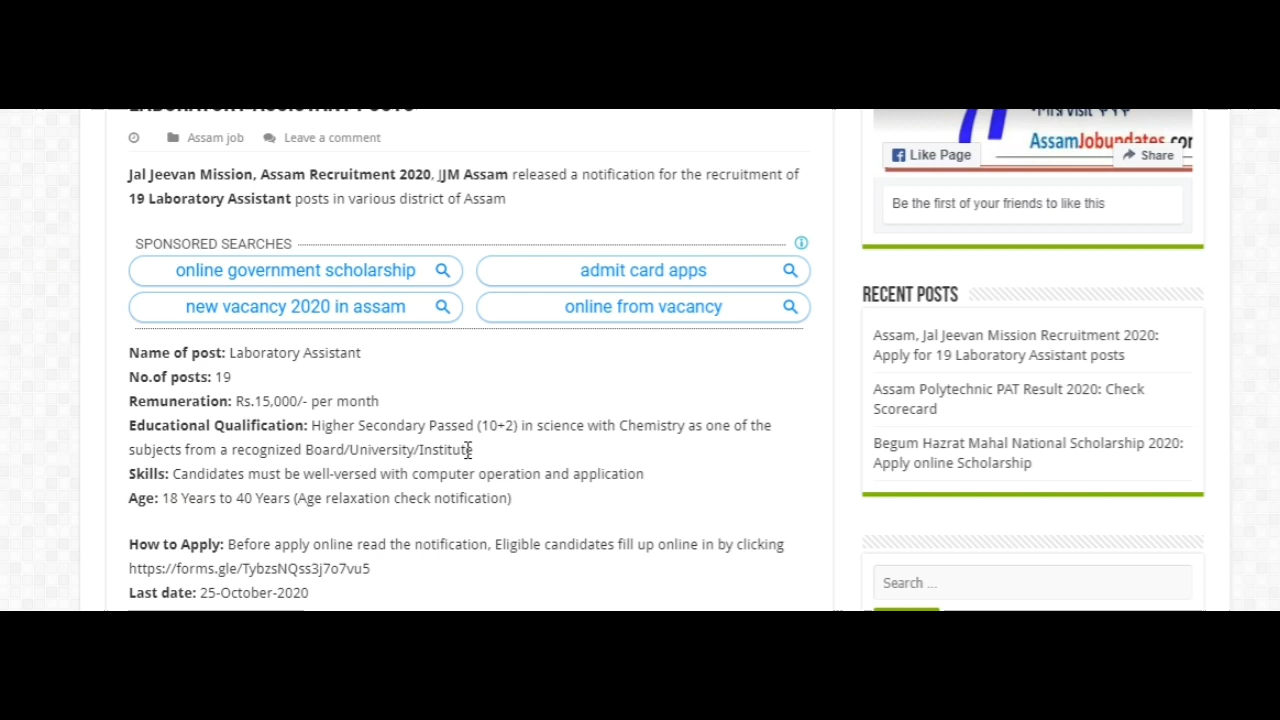 LABORATORY ASSISTANT POSTS
Assam job Leave a comment
Jal Jeevan Mission, Assam Recruitment 2020, JJM Assam released a notification for the recruitment of
19 Laboratory Assistant posts in various district of Assam
SPONSORED SEARCHES
online government scholarship
admit card apps
new vacancy 2020 in assam
online from vacancy
Name of post: Laboratory Assistant
No.of posts: 19
Remuneration: Rs.15,000/- per month
Educational Qualification: Higher Secondary Passed (10+2) in science with Chemistry as one of the
subjects from a recognized Board/University/Institute
Skills: Candidates must be well-versed with computer operation and application
Age: 18 Years to 40 Years (Age relaxation check notification)
How to Apply: Before apply online read the notification, Eligible candidates fill up online in by clicking
https://forms.gle/TybzsNQss3j7o7vu5
Last date: 25-October-2020
AssamJobupdates.com
Like Page
Share
Be the first of your friends to like this
RECENT POSTS
Assam, Jal Jeevan Mission Recruitment 2020:
Apply for 19 Laboratory Assistant posts
Assam Polytechnic PAT Result 2020: Check
Scorecard
Begum Hazrat Mahal National Scholarship 2020:
Apply online Scholarship
Search ...